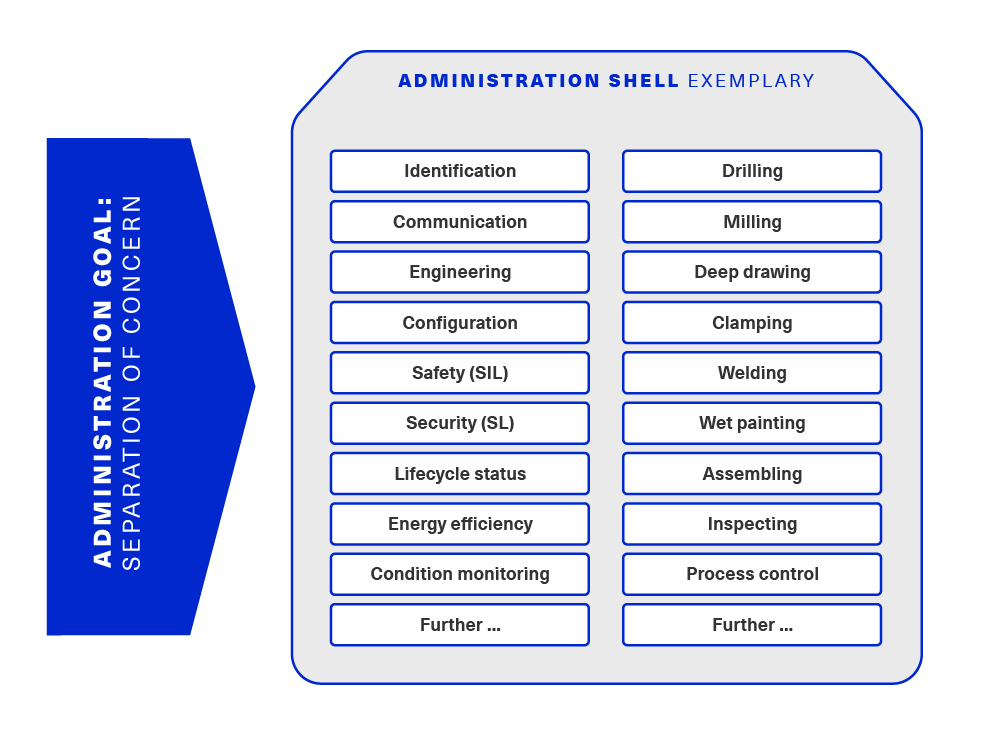 ADMINISTRATION GOAL:
SEPARATION OF CONCERN
ADMINISTRATION SHELL EXEMPLARY
Identification
Communication
Engineering
Configuration
Safety (SIL)
Security (SL)
Lifecycle status
Energy efficiency
Condition monitoring
Further ...
Drilling
Milling
Deep drawing
Clamping
Welding
Wet painting
Assembling
Inspecting
Process control
Further ...